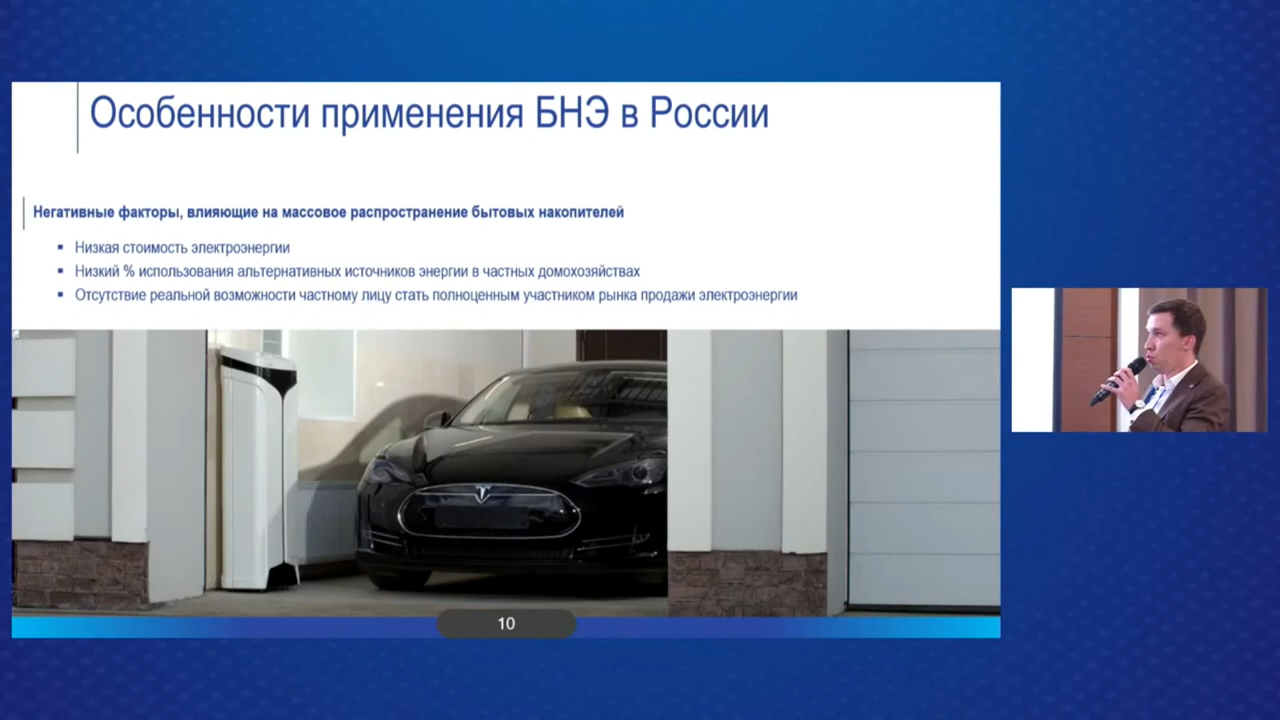 Особенности применения БНЭ в России
Негативные факторы, влияющие на массовое распространение бытовых накопителей
Низкая стоимость электроэнергии
Низкий % использования альтернативных источников энергии в частных домохозяйствах
Отсутствие реальной возможности частному лицу стать полноценным участником рынка продажи электроэнергии
10